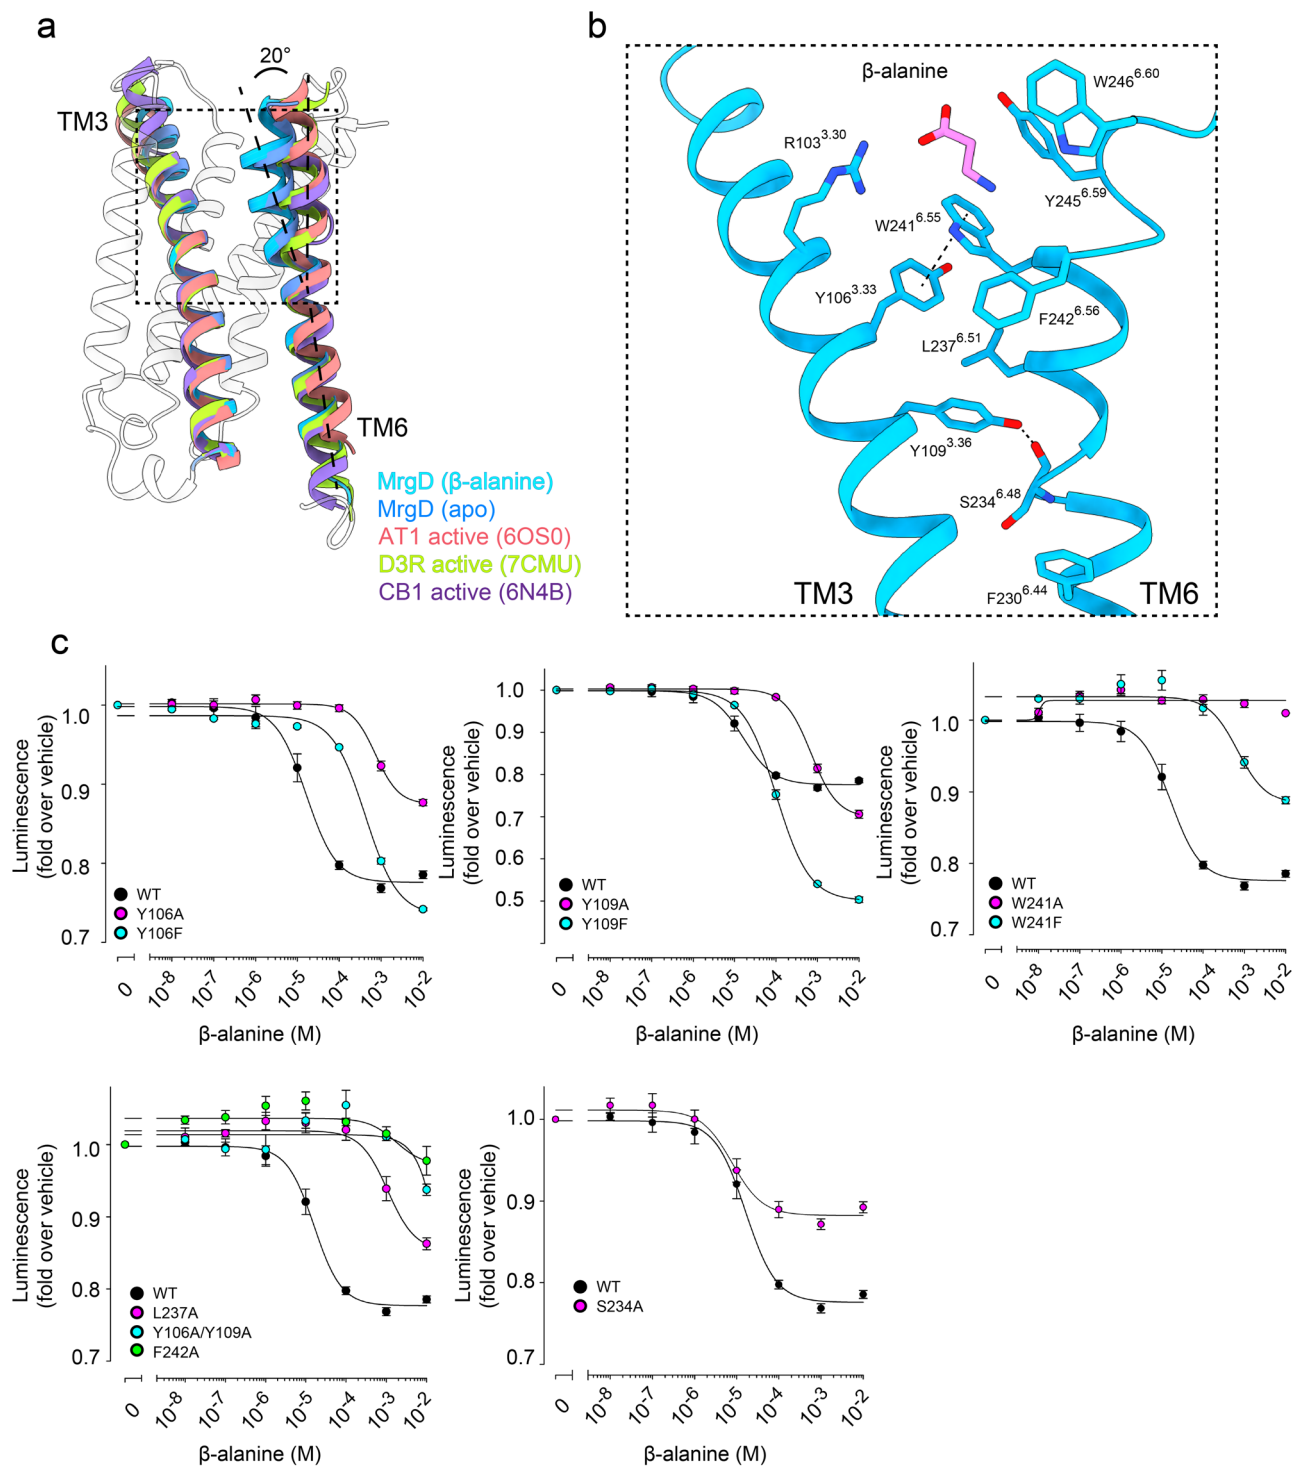 a
20°
TM3
TM6
MrgD (β-alanine)
MrgD (apo)
AT1 active (6OS0)
D3R active (7CMU)
CB1 active (6N4B)
b
β-alanine
W246^6.60
R103^3.30
Y245^6.59
W241^6.55
Y106^3.33
F242^6.56
L237^6.51
Y109^3.36
S234^6.48
F230^6.44
TM3
TM6
c
Luminescence
(fold over vehicle)
1.0
0.9
0.8
0.7
WT
Y106A
Y106F
0 10^-8 10^-7 10^-6 10^-5 10^-4 10^-3 10^-2
β-alanine (M)
Luminescence
(fold over vehicle)
1.0
0.9
0.8
0.7
0.6
0.5
WT
Y109A
Y109F
0 10^-8 10^-7 10^-6 10^-5 10^-4 10^-3 10^-2
β-alanine (M)
Luminescence
(fold over vehicle)
1.0
0.9
0.8
0.7
WT
W241A
W241F
0 10^-8 10^-7 10^-6 10^-5 10^-4 10^-3 10^-2
β-alanine (M)
Luminescence
(fold over vehicle)
1.0
0.9
0.8
0.7
WT
L237A
Y106A/Y109A
F242A
0 10^-8 10^-7 10^-6 10^-5 10^-4 10^-3 10^-2
β-alanine (M)
Luminescence
(fold over vehicle)
1.0
0.9
0.8
0.7
WT
S234A
0 10^-8 10^-7 10^-6 10^-5 10^-4 10^-3 10^-2
β-alanine (M)